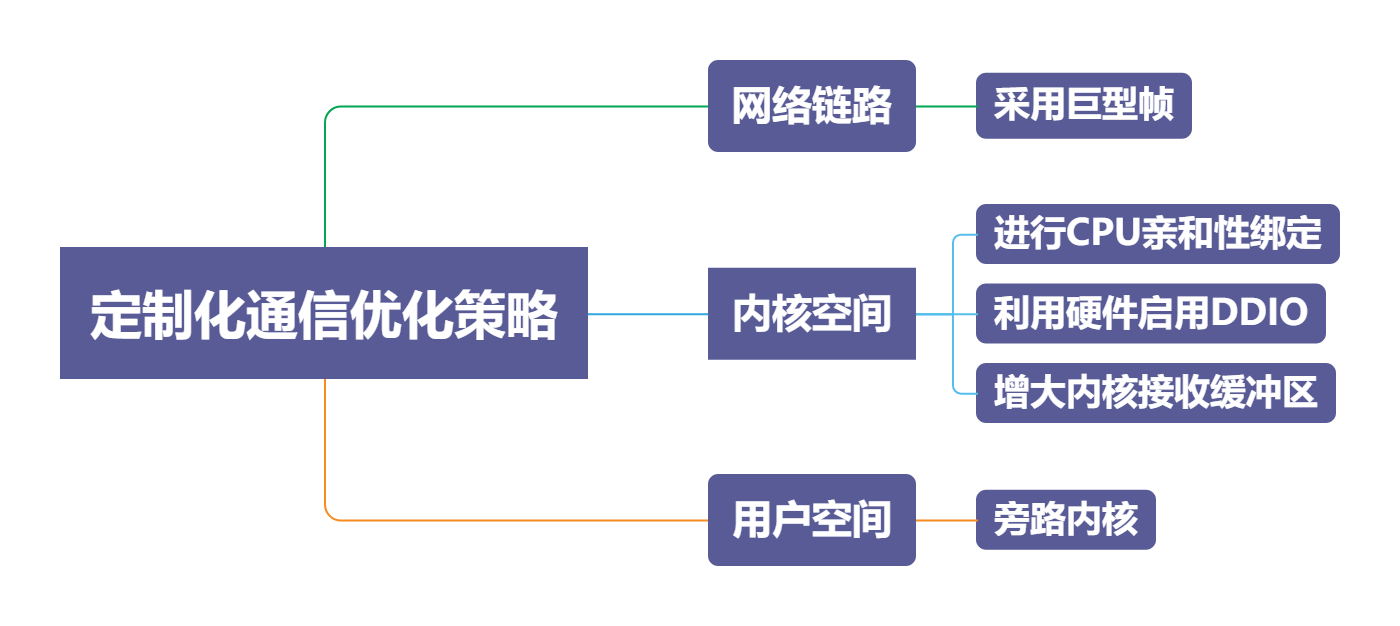 定制化通信优化策略
网络链路
采用巨型帧
内核空间
进行CPU亲和性绑定
利用硬件启用DDIO
增大内核接收缓冲区
用户空间
旁路内核